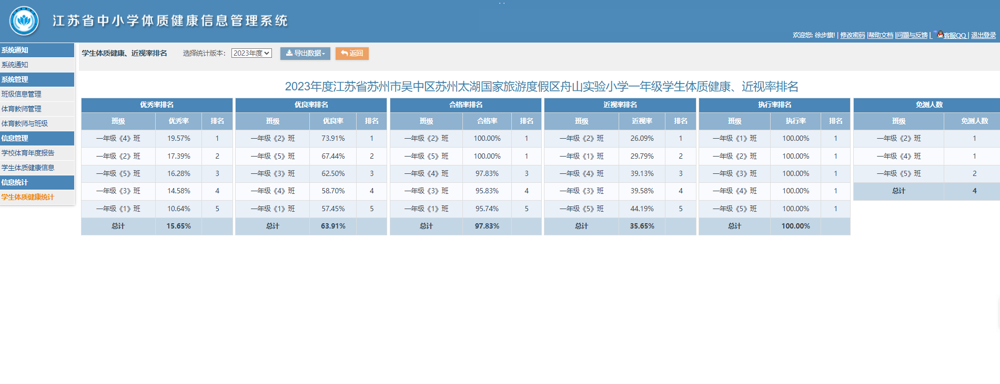 江苏省中小学体质健康信息管理系统
欢迎您: 徐步旗! | 修改密码 |帮助文档 |问题与反馈 | 客服QQ | 退出登录
系统通知
系统通知
系统管理
班级信息管理
体育教师管理
体育教师与班级
信息管理
学校体育年度报告
学生体质健康信息
信息统计
学生体质健康统计
学生体质健康、近视率排名 选择统计版本: 2023年度 导出数据 返回
2023年度江苏省苏州市吴中区苏州太湖国家旅游度假区舟山实验小学一年级学生体质健康、近视率排名
优秀率排名
班级 优秀率 排名
一年级《4》班 19.57% 1
一年级《2》班 17.39% 2
一年级《5》班 16.28% 3
一年级《3》班 14.58% 4
一年级《1》班 10.64% 5
总计 15.65%
优良率排名
班级 优良率 排名
一年级《2》班 73.91% 1
一年级《5》班 67.44% 2
一年级《3》班 62.50% 3
一年级《4》班 58.70% 4
一年级《1》班 57.45% 5
总计 63.91%
合格率排名
班级 合格率 排名
一年级《2》班 100.00% 1
一年级《5》班 100.00% 1
一年级《4》班 97.83% 3
一年级《3》班 95.83% 4
一年级《1》班 95.74% 5
总计 97.83%
近视率排名
班级 近视率 排名
一年级《2》班 26.09% 1
一年级《1》班 29.79% 2
一年级《4》班 39.13% 3
一年级《3》班 39.58% 4
一年级《5》班 44.19% 5
总计 35.65%
执行率排名
班级 执行率 排名
一年级《1》班 100.00% 1
一年级《2》班 100.00% 1
一年级《3》班 100.00% 1
一年级《4》班 100.00% 1
一年级《5》班 100.00% 1
总计 100.00%
免测人数
班级 免测人数
一年级《2》班 1
一年级《4》班 1
一年级《5》班 2
总计 4